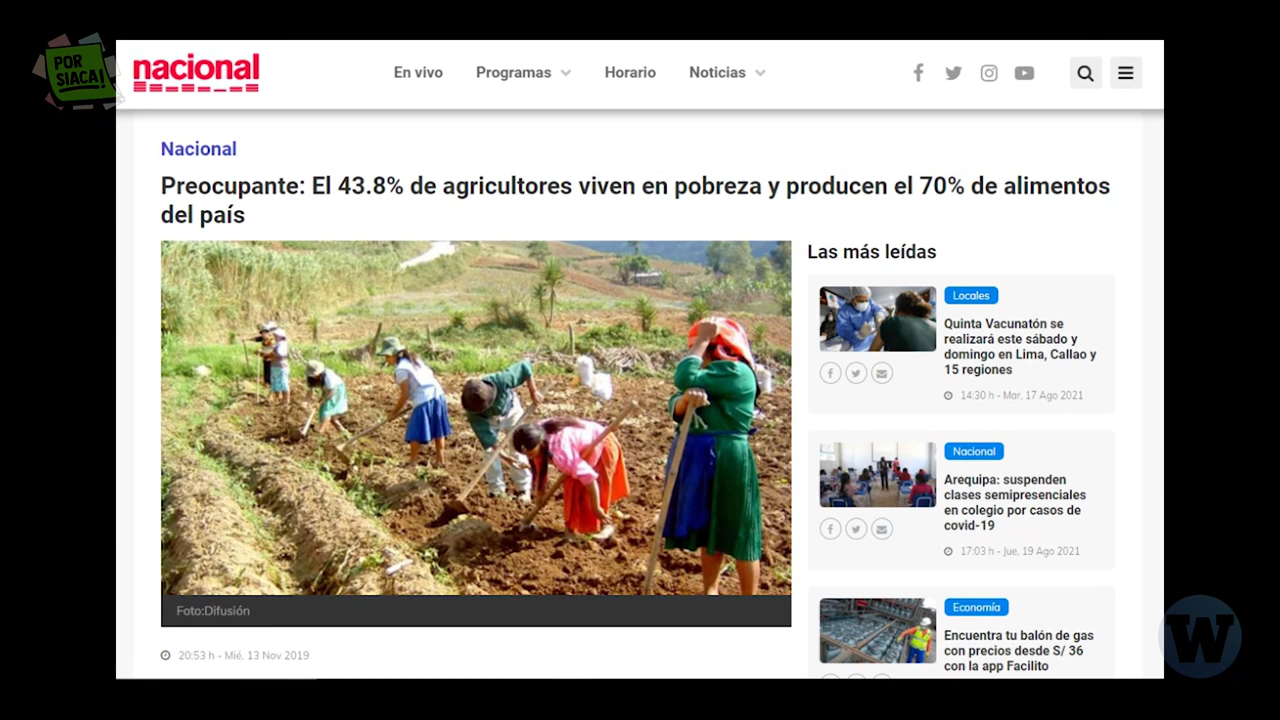 POR
SIACA!
nacional
En vivo
Programas
Horario
Noticias
Nacional
Preocupante: El 43.8% de agricultores viven en pobreza y producen el 70% de alimentos
del país
Foto:Difusión
20:53 h - Mié, 13 Nov 2019
Las más leídas
Locales
Quinta Vacunatón se
realizará este sábado y
domingo en Lima, Callao y
15 regiones
14:30 h - Mar, 17 Ago 2021
Nacional
Arequipa: suspenden
clases semipresenciales
en colegio por casos de
covid-19
17:03 h - Jue, 19 Ago 2021
Economía
Encuentra tu balón de gas
con precios desde S/ 36
con la app Facilito
W